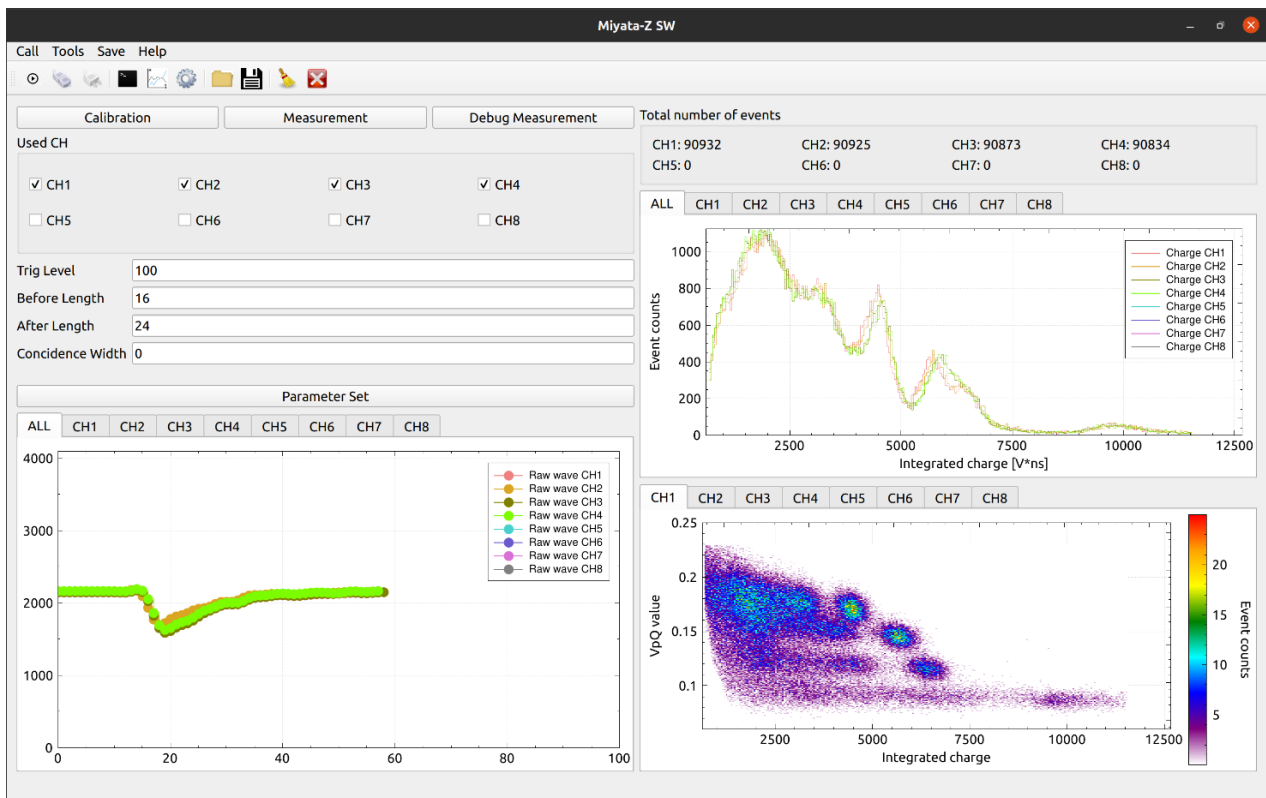 Miyata-Z SW
Call Tools Save Help
Calibration Measurement Debug Measurement
Used CH
CH1 CH2 CH3 CH4
CH5 CH6 CH7 CH8
Trig Level 100
Before Length 16
After Length 24
Concidence Width 0
Parameter Set
ALL CH1 CH2 CH3 CH4 CH5 CH6 CH7 CH8
4000
3000
2000
1000
0
0 20 40 60 80 100
Raw wave CH1
Raw wave CH2
Raw wave CH3
Raw wave CH4
Raw wave CH5
Raw wave CH6
Raw wave CH7
Raw wave CH8
Total number of events
CH1: 90932 CH2: 90925 CH3: 90873 CH4: 90834
CH5: 0 CH6: 0 CH7: 0 CH8: 0
ALL CH1 CH2 CH3 CH4 CH5 CH6 CH7 CH8
Event counts
1000
800
600
400
200
0
2500 5000 7500 10000 12500
Integrated charge [V*ns]
Charge CH1
Charge CH2
Charge CH3
Charge CH4
Charge CH5
Charge CH6
Charge CH7
Charge CH8
CH1 CH2 CH3 CH4 CH5 CH6 CH7 CH8
VpQ value
0.25
0.2
0.15
0.1
2500 5000 7500 10000 12500
Integrated charge
20
15
10
5
Event counts